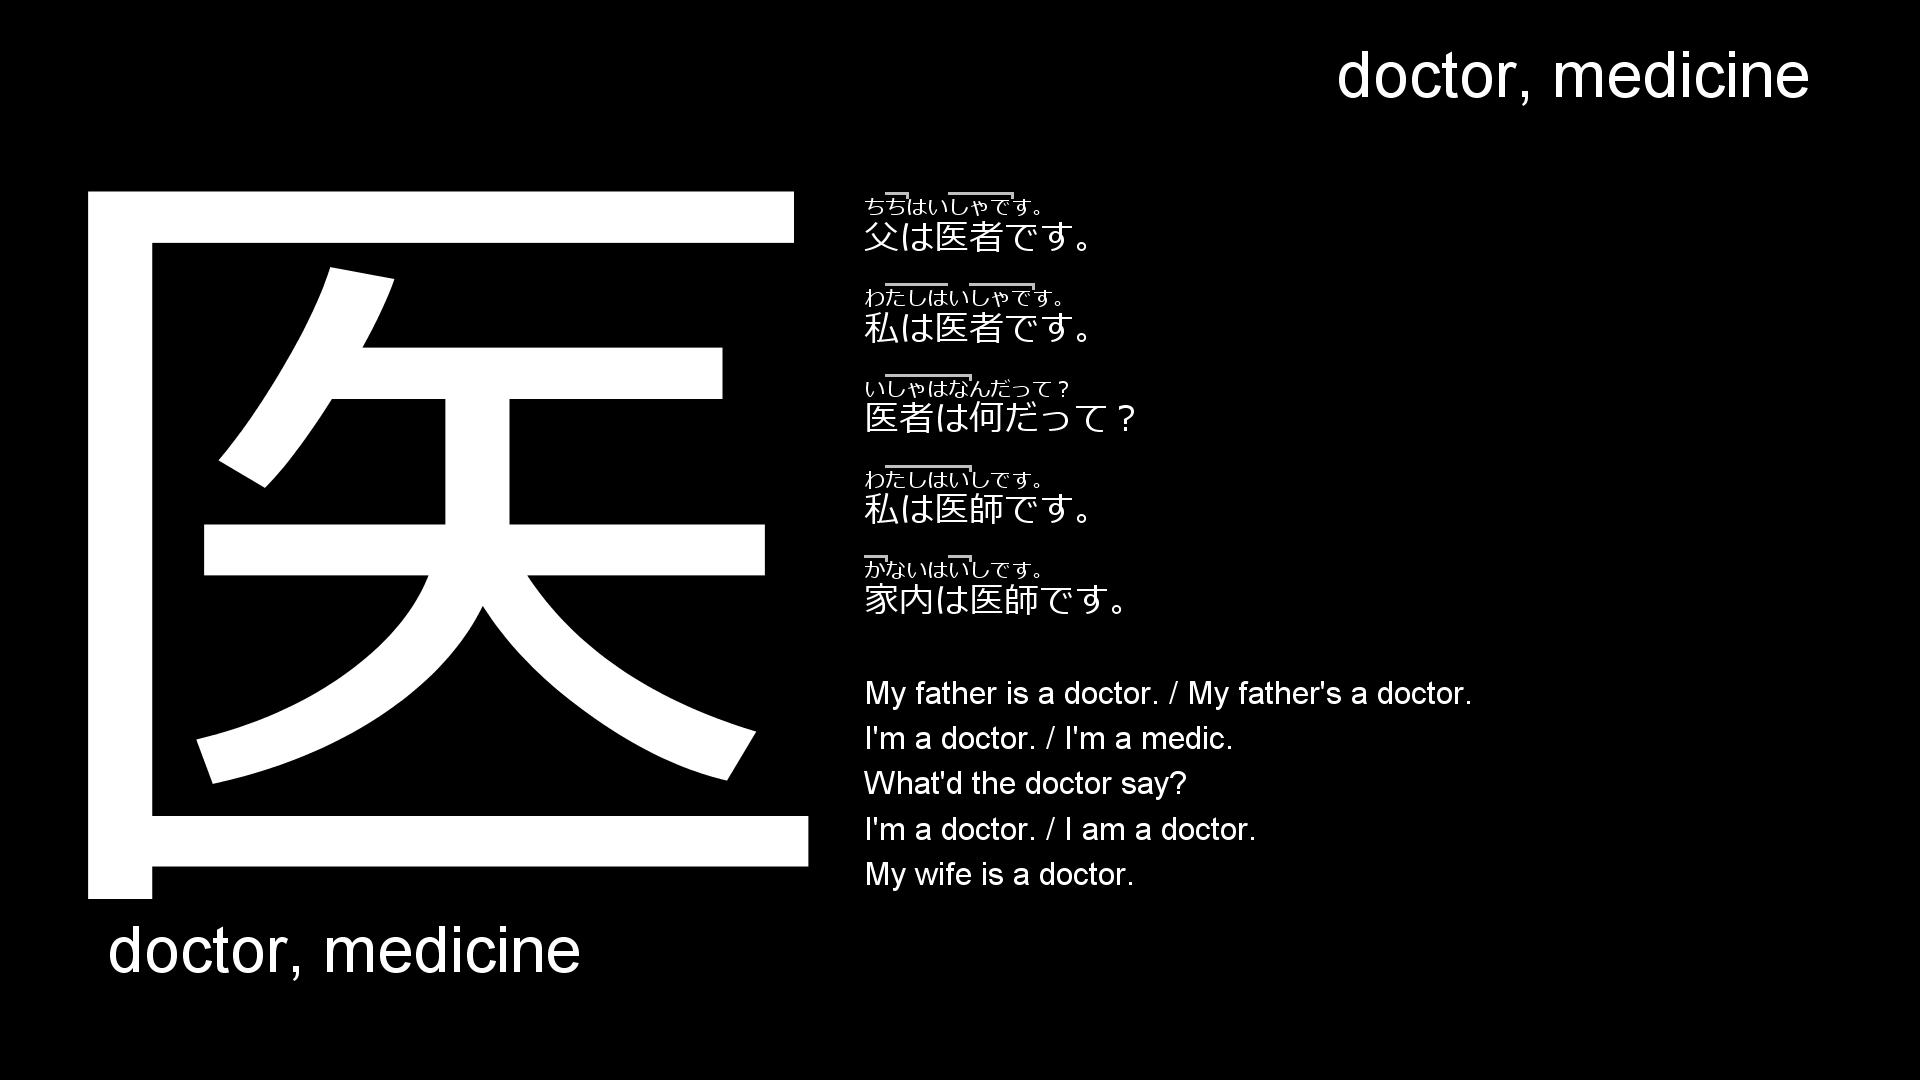 doctor, medicine
医
doctor, medicine
ちちはいしゃです。
父は医者です。
わたしはいしゃです。
私は医者です。
いしゃはなんだって？
医者は何だって？
わたしはいしです。
私は医師です。
かないはいしです。
家内は医師です。
My father is a doctor. / My father's a doctor.
I'm a doctor. / I'm a medic.
What'd the doctor say?
I'm a doctor. / I am a doctor.
My wife is a doctor.